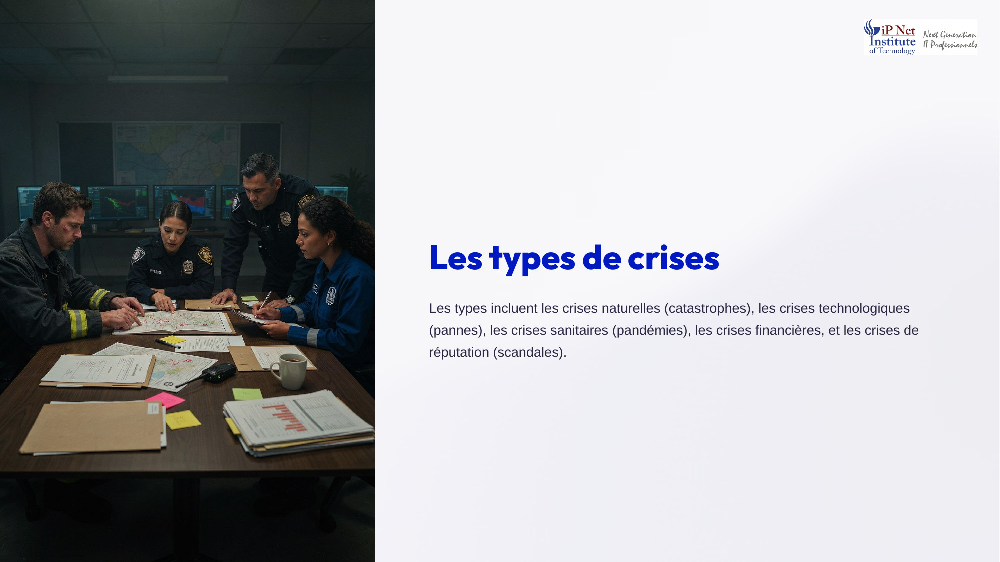 iP Net
Institute
of Technology
Next Generation
IT Professionnels
POLICE
Les types de crises
Les types incluent les crises naturelles (catastrophes), les crises technologiques
(pannes), les crises sanitaires (pandémies), les crises financières, et les crises de
réputation (scandales).